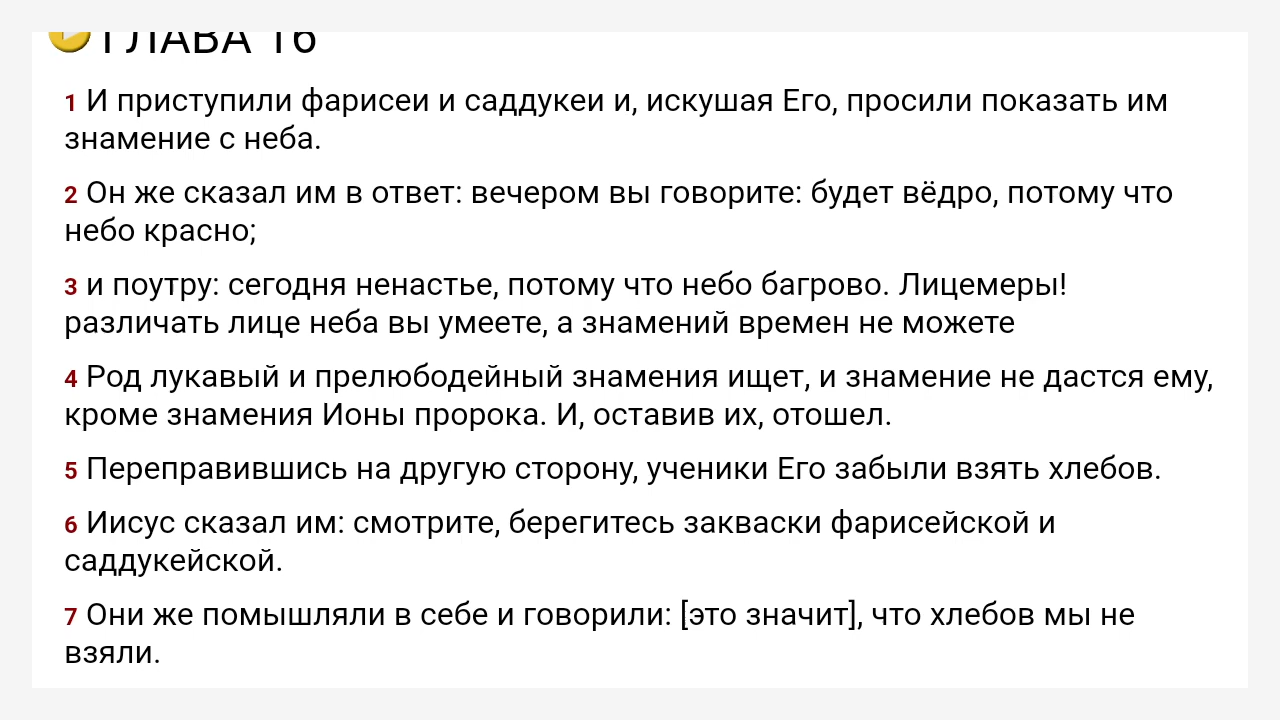 ГЛАВА 16
1 И приступили фарисеи и саддукеи и, искушая Его, просили показать им
знамение с неба.
2 Он же сказал им в ответ: вечером вы говорите: будет вёдро, потому что
небо красно;
3 и поутру: сегодня ненастье, потому что небо багрово. Лицемеры!
различать лице неба вы умеете, а знамений времен не можете
4 Род лукавый и прелюбодейный знамения ищет, и знамение не дастся ему,
кроме знамения Ионы пророка. И, оставив их, отошел.
5 Переправившись на другую сторону, ученики Его забыли взять хлебов.
6 Иисус сказал им: смотрите, берегитесь закваски фарисейской и
саддукейской.
7 Они же помышляли в себе и говорили: [это значит], что хлебов мы не
взяли.